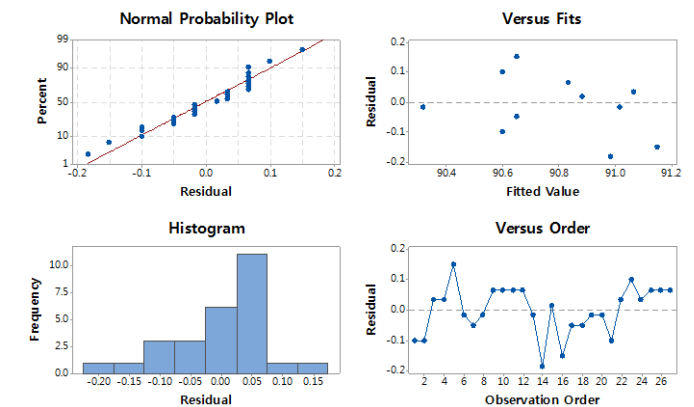 Normal Probability Plot
99
90
50
10
1
Percent
-0.2 -0.1 0.0 0.1 0.2
Residual
Versus Fits
0.2
0.1
0.0
-0.1
-0.2
Residual
90.4 90.6 90.8 91.0 91.2
Fitted Value
Histogram
10.0
7.5
5.0
2.5
0.0
Frequency
-0.20 -0.15 -0.10 -0.05 0.00 0.05 0.10 0.15
Residual
Versus Order
0.2
0.1
0.0
-0.1
-0.2
Residual
2 4 6 8 10 12 14 16 18 20 22 24 26
Observation Order